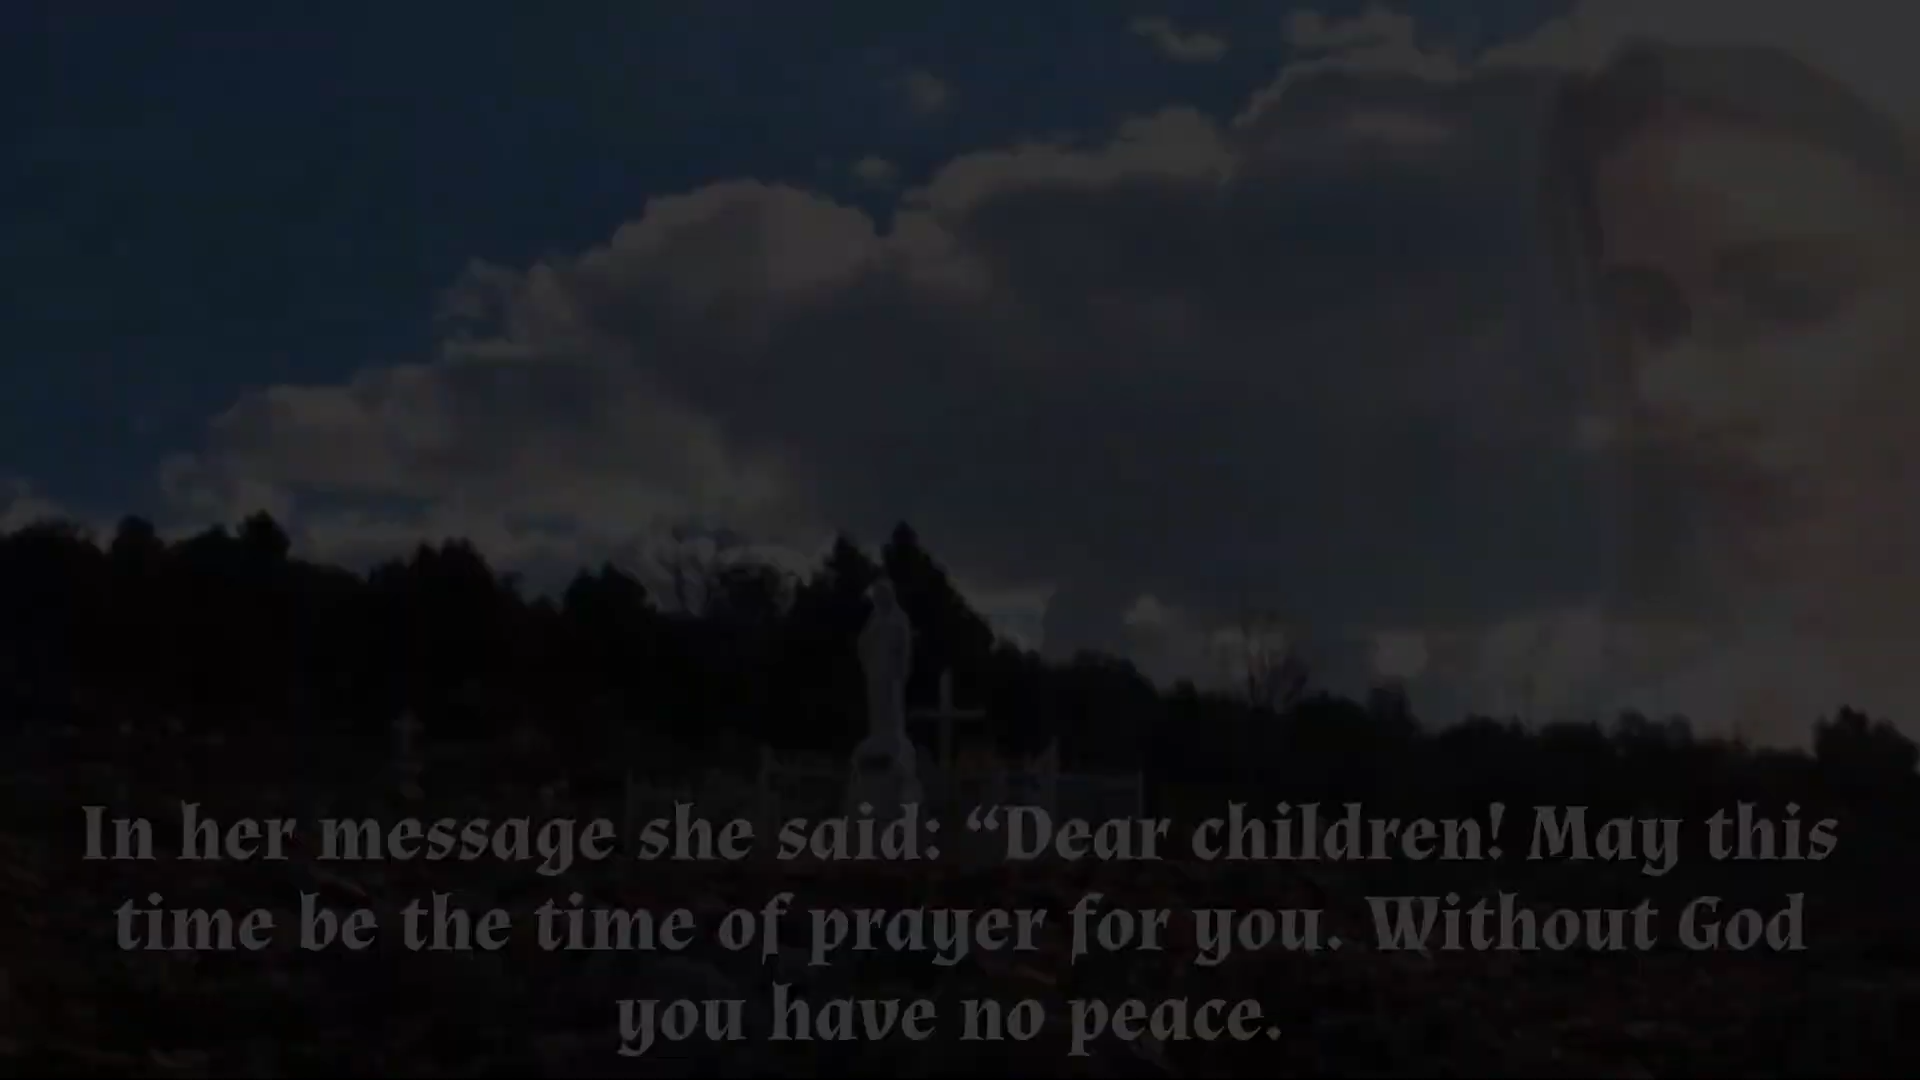 In her message she said: “Dear children! May this
time be the time of prayer for you. Without God
you have no peace.